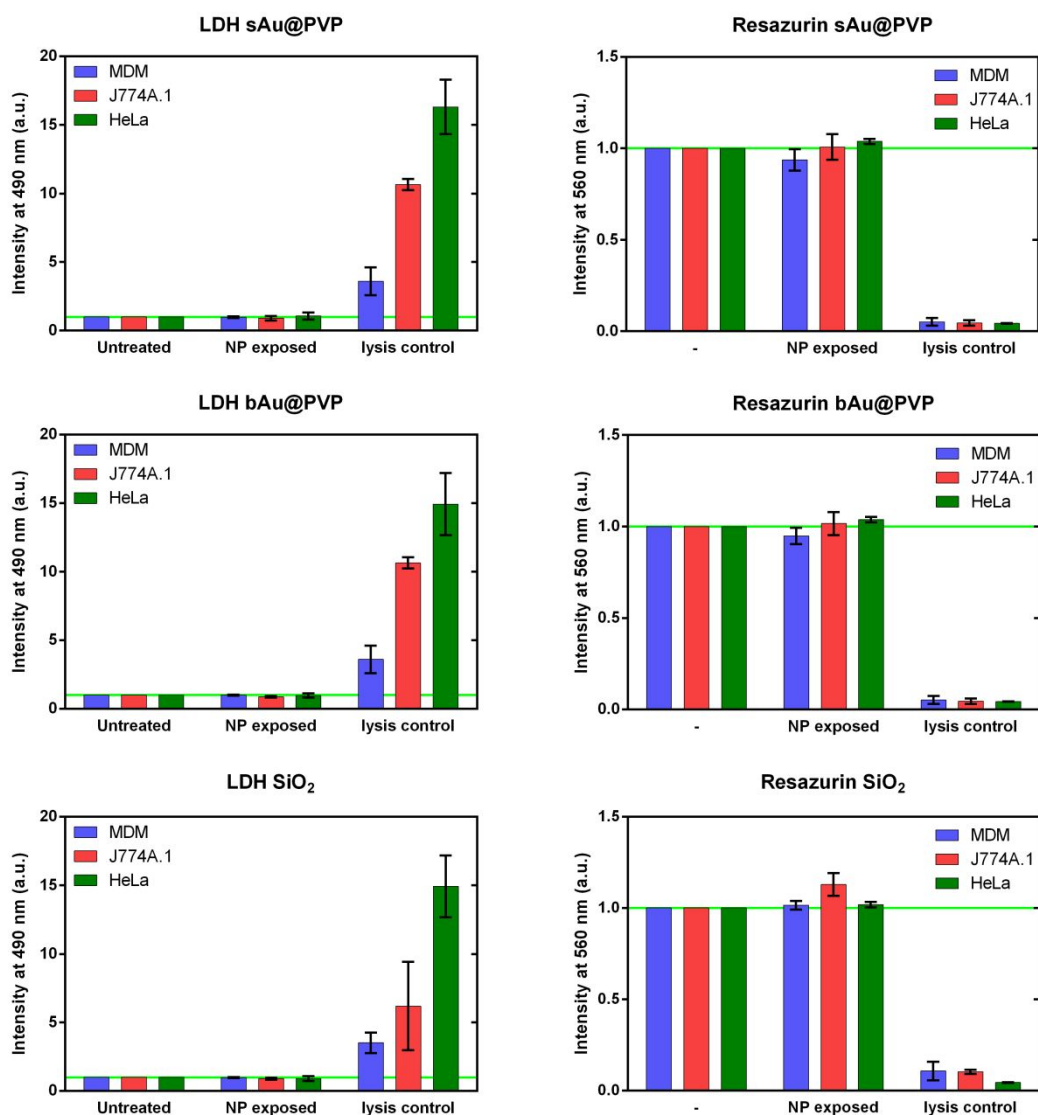 LDH sAu@PVP
Intensity at 490 nm (a.u.)
20
15
10
5
0
MDM
J774A.1
HeLa
Untreated NP exposed lysis control
Resazurin sAu@PVP
Intensity at 560 nm (a.u.)
1.5
1.0
0.5
0.0
MDM
J774A.1
HeLa
- NP exposed lysis control
LDH bAu@PVP
Intensity at 490 nm (a.u.)
20
15
10
5
0
MDM
J774A.1
HeLa
Untreated NP exposed lysis control
Resazurin bAu@PVP
Intensity at 560 nm (a.u.)
1.5
1.0
0.5
0.0
MDM
J774A.1
HeLa
- NP exposed lysis control
LDH SiO₂
Intensity at 490 nm (a.u.)
20
15
10
5
0
MDM
J774A.1
HeLa
Untreated NP exposed lysis control
Resazurin SiO₂
Intensity at 560 nm (a.u.)
1.5
1.0
0.5
0.0
MDM
J774A.1
HeLa
- NP exposed lysis control